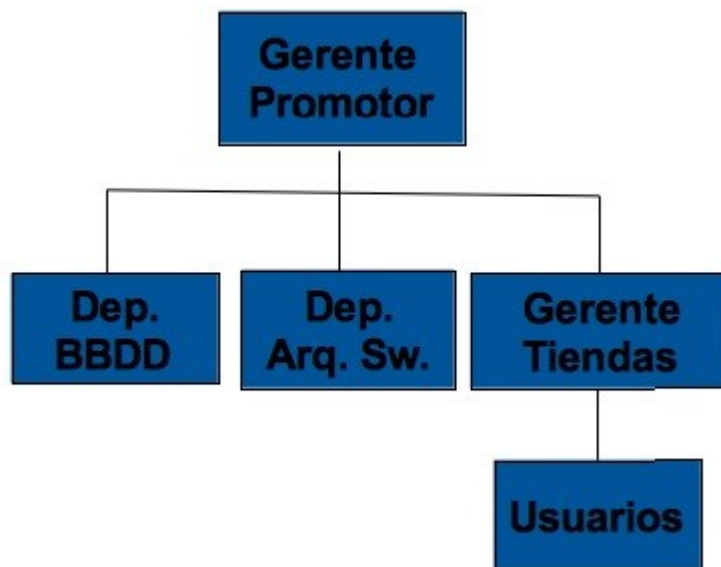 Gerente
Promotor
Dep.
BBDD
Dep.
Arq. Sw.
Gerente
Tiendas
Usuarios